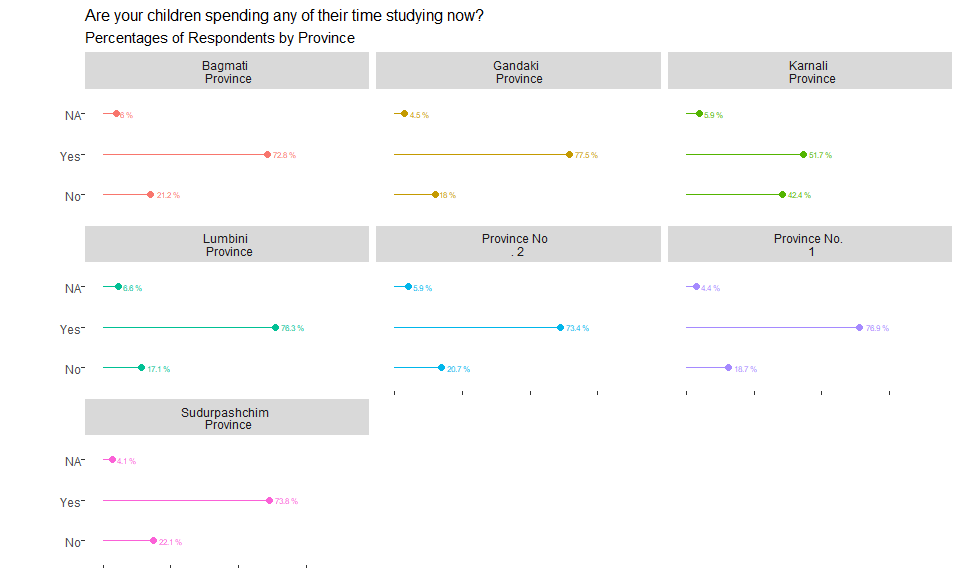 Are your children spending any of their time studying now?
Percentages of Respondents by Province
Bagmati
Province
Gandaki
Province
Karnali
Province
NA
6 %
4.5 %
5.9 %
Yes
72.8 %
77.5 %
51.7 %
No
21.2 %
18 %
42.4 %
Lumbini
Province
Province No
. 2
Province No.
1
NA
6.6 %
5.9 %
4.4 %
Yes
76.3 %
73.4 %
76.9 %
No
17.1 %
20.7 %
18.7 %
Sudurpashchim
Province
NA
4.1 %
Yes
73.8 %
No
22.1 %